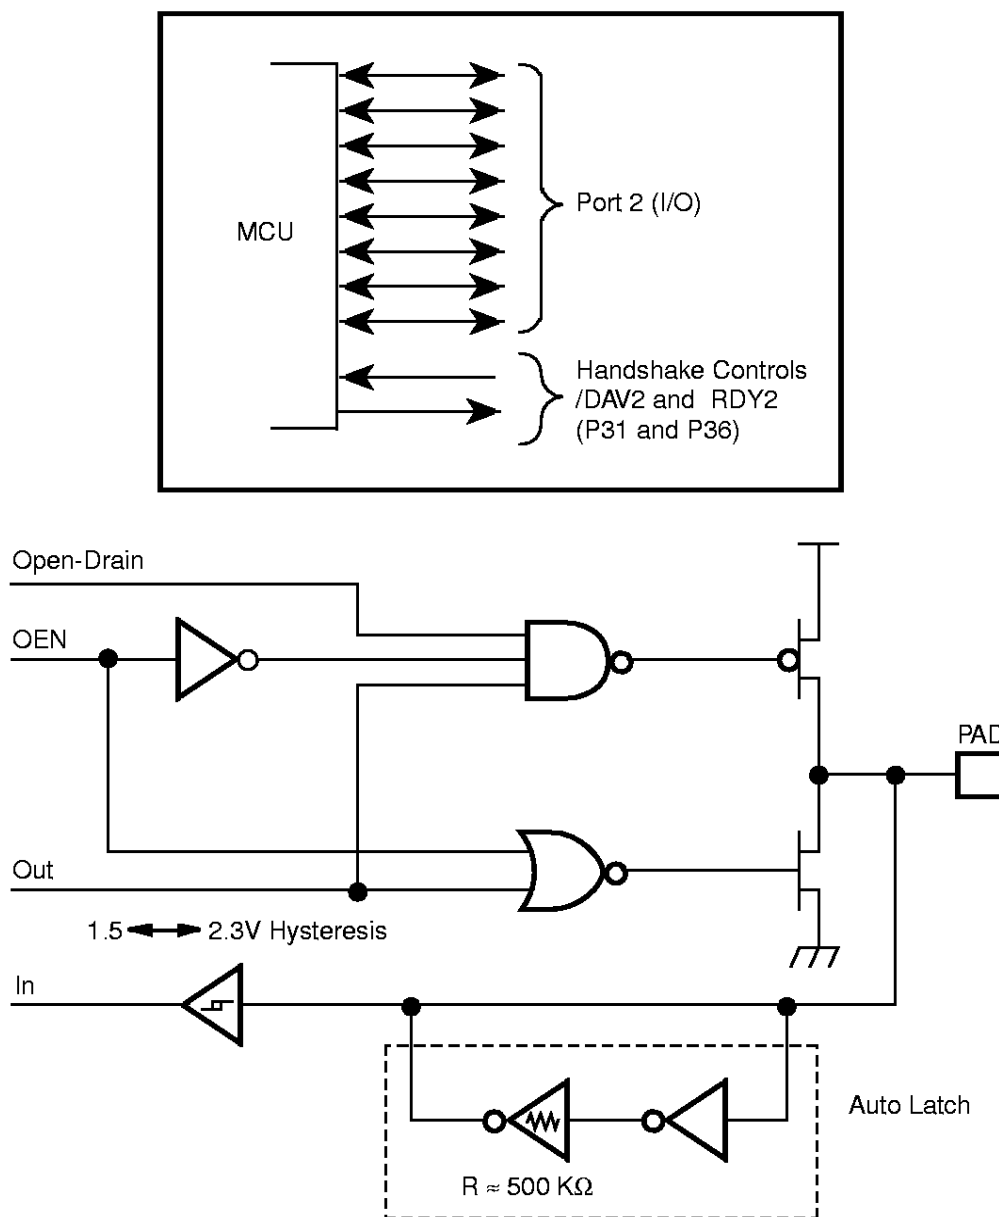 MCU
Port 2 (I/O)
Handshake Controls
/DAV2 and RDY2
(P31 and P36)
Open-Drain
OEN
PAD
Out
1.5 2.3V Hysteresis
In
Auto Latch
R ≈ 500 KΩ